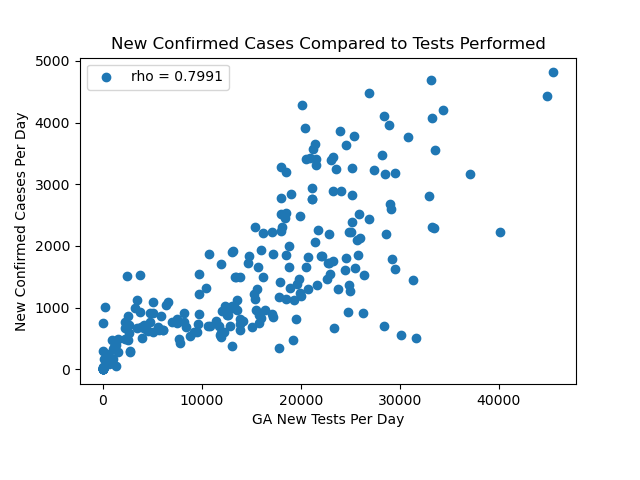 New Confirmed Cases Compared to Tests Performed
rho = 0.7991
5000
4000
3000
2000
1000
0
New Confirmed Caeses Per Day
0 10000 20000 30000 40000
GA New Tests Per Day